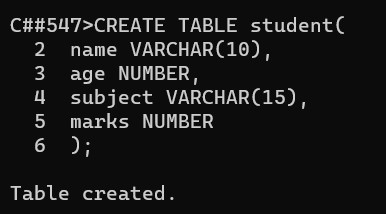 C##547>CREATE TABLE student(
  2  name VARCHAR(10),
  3  age NUMBER,
  4  subject VARCHAR(15),
  5  marks NUMBER
  6  );
Table created.